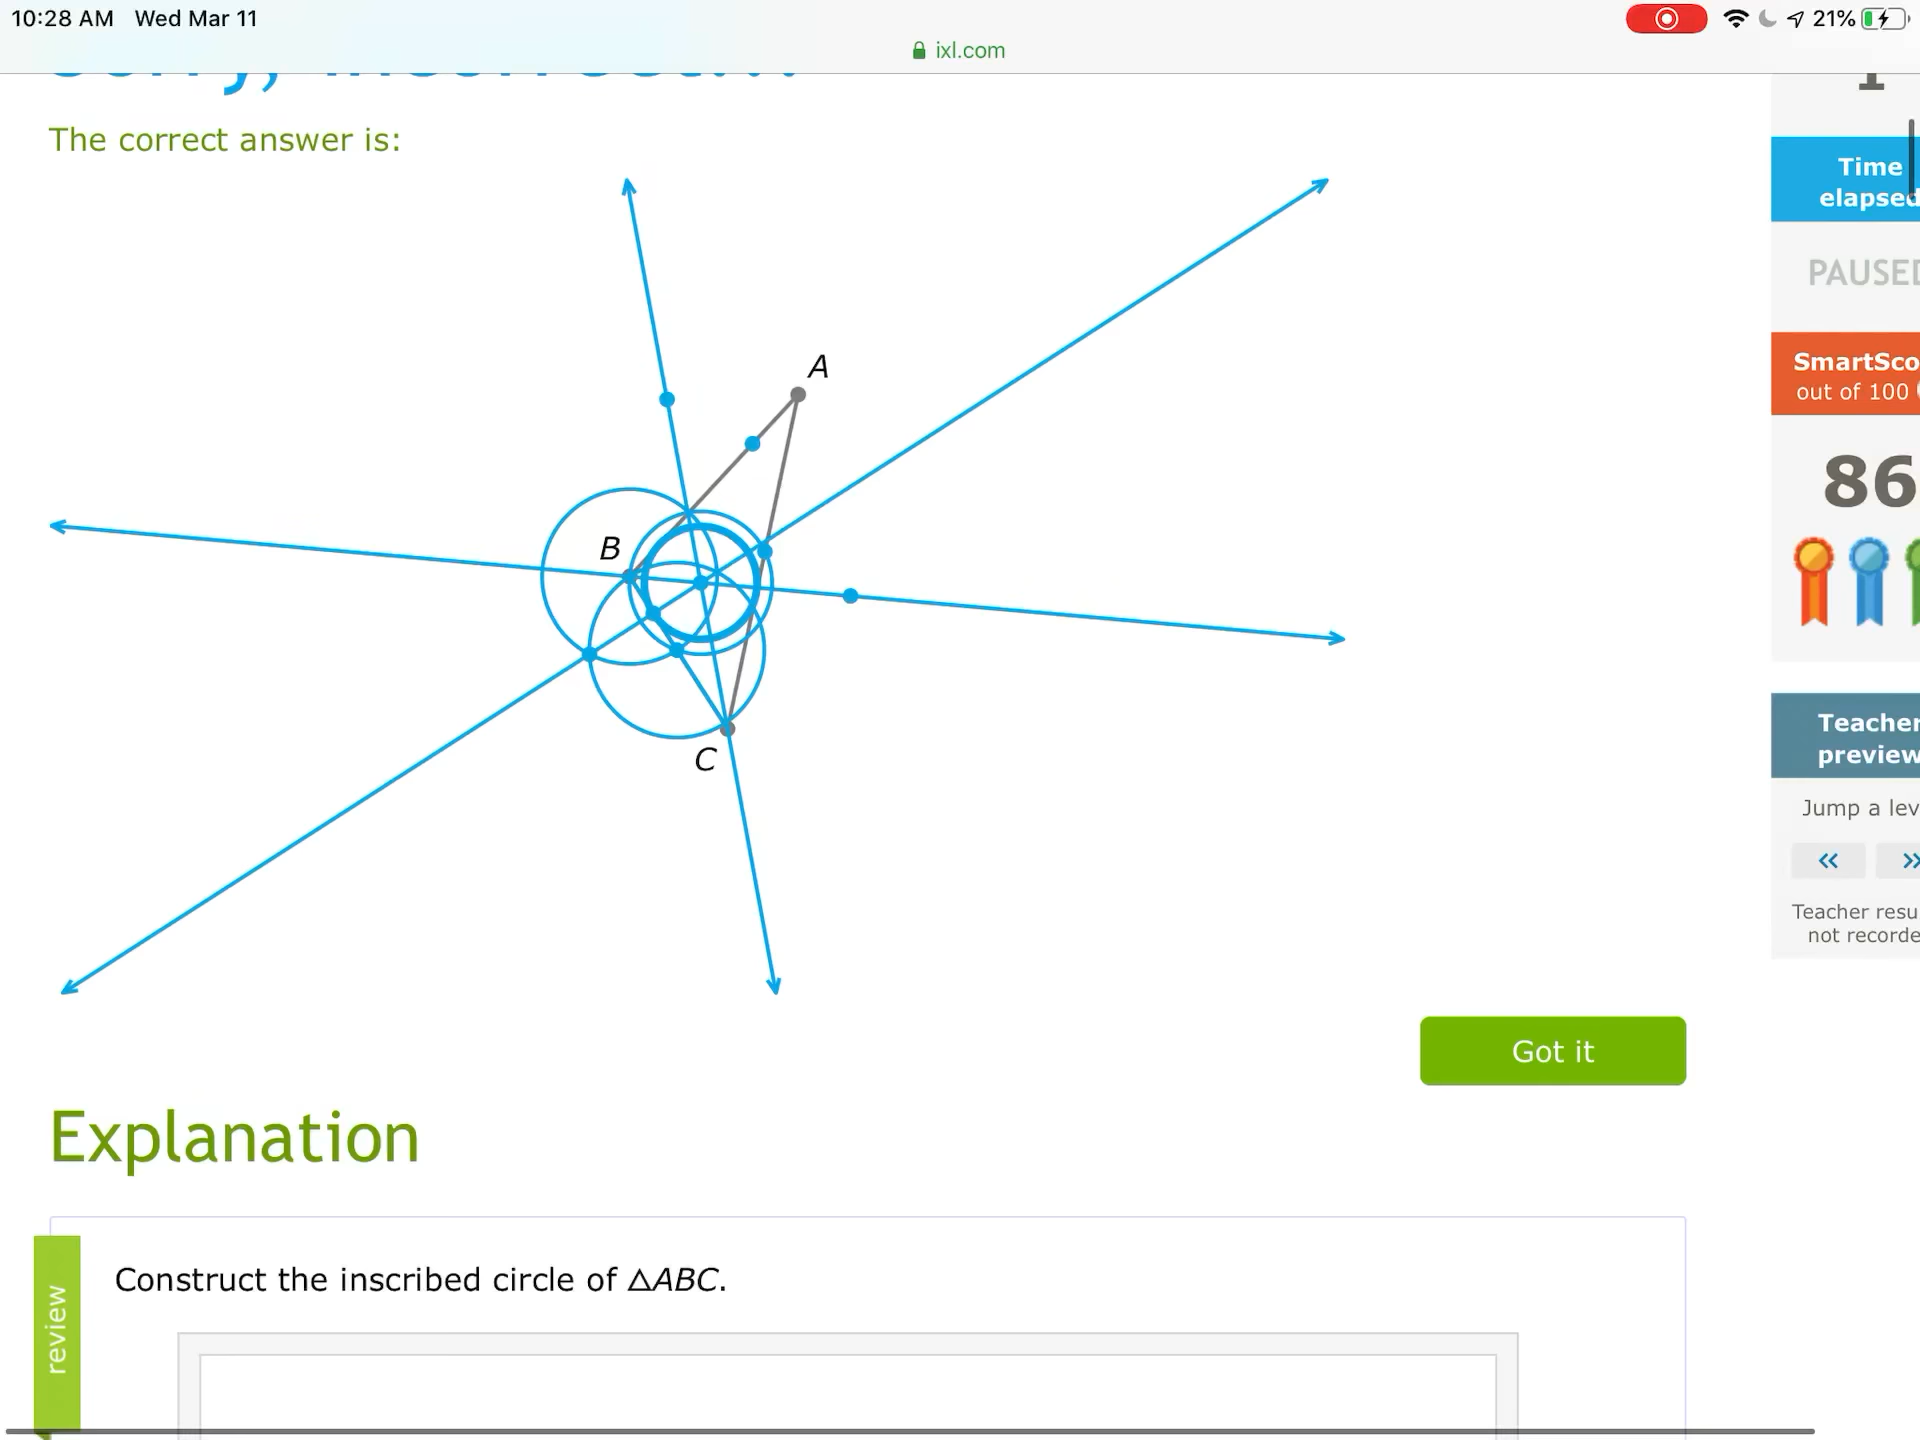 10:28 AM Wed Mar 11
21%
ixl.com
The correct answer is:
A
B
C
Time
elapsed
PAUSED
SmartSco
out of 100
86
Teacher
preview
Jump a lev
«
»
Teacher resu
not recorde
Got it
Explanation
review
Construct the inscribed circle of △ABC.